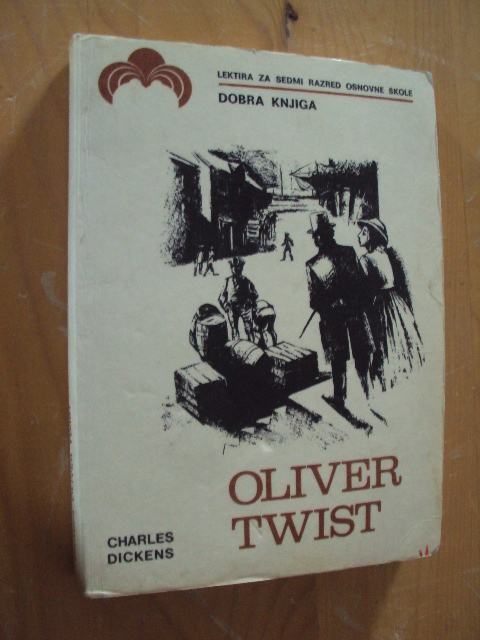 LEKTIRA ZA SEDMI RAZRED OSNOVNE ŠKOLE
DOBRA KNJIGA
OLIVER
TWIST
CHARLES
DICKENS